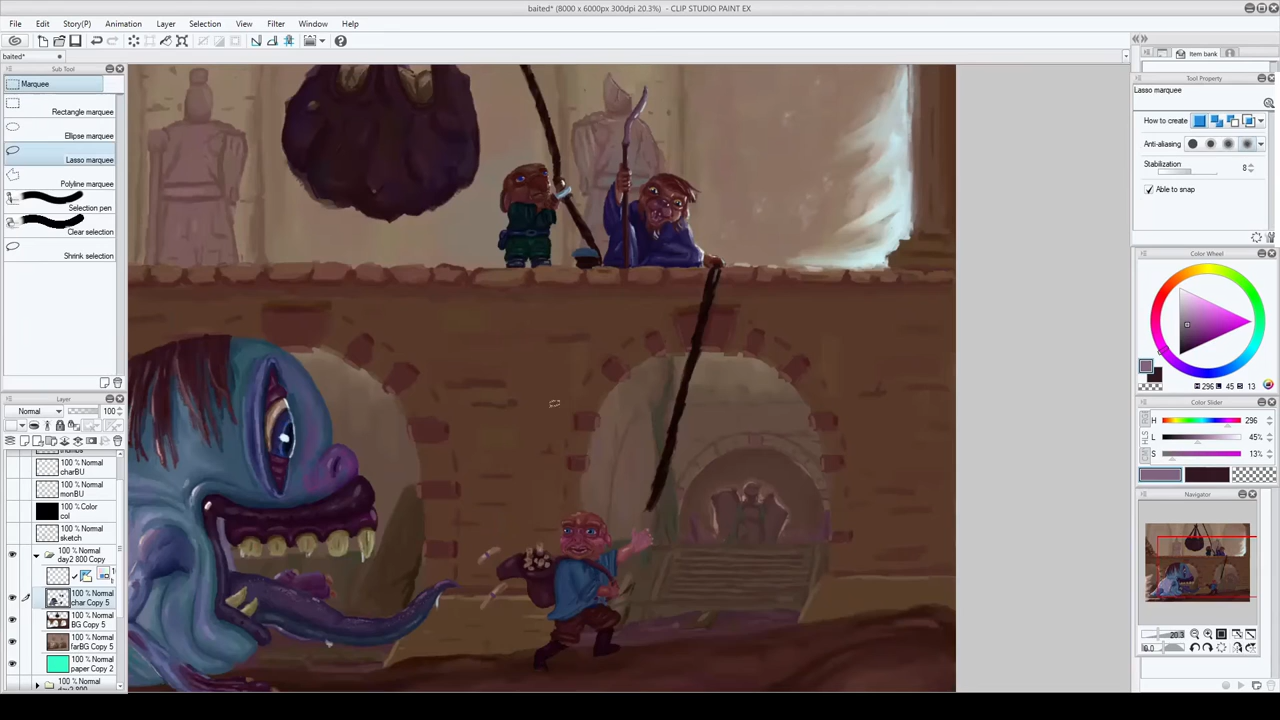 baited* (8000 x 6000px 300dpi 20.3%) - CLIP STUDIO PAINT EX
File Edit Story(P) Animation Layer Selection View Filter Window Help
baited*
Item bank
Sub Tool
Marquee
Rectangle marquee
Ellipse marquee
Lasso marquee
Polyline marquee
Selection pen
Clear selection
Shrink selection
Tool Property
Lasso marquee
How to create
Anti-aliasing
Stabilization 8
Able to snap
Color Wheel
296 45 13
Color Slider
H 296
L 45%
S 13%
Navigator
20.3
0.0
Layer
Normal 100
100 % Normal
charBU
100 % Normal
monBU
100 % Color
col
100 % Normal
sketch
100 % Normal
day2 800 Copy
100 % Normal
char Copy 5
100 % Normal
BG Copy 5
100 % Normal
farBG Copy 5
100 % Normal
paper Copy 2
100 % Normal